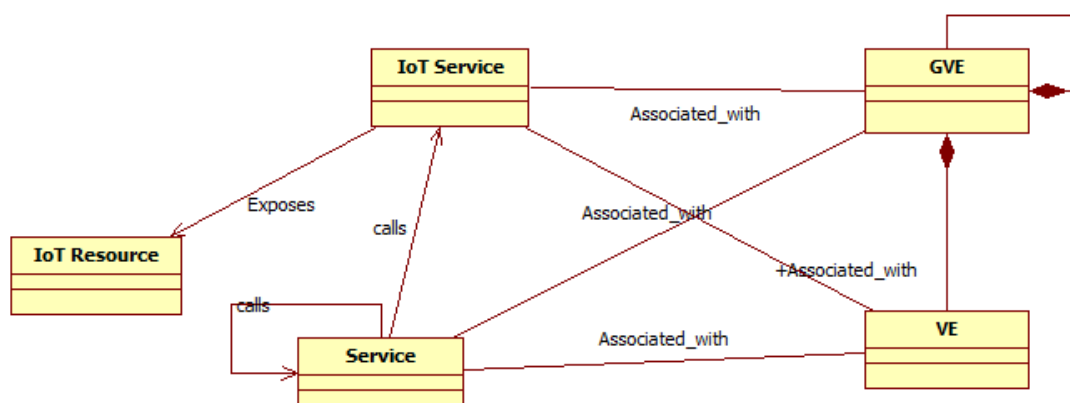 IoT Service
GVE
Associated_with
Exposes
calls
Associated_with
IoT Resource
+Associated_with
calls
VE
Associated_with
Service